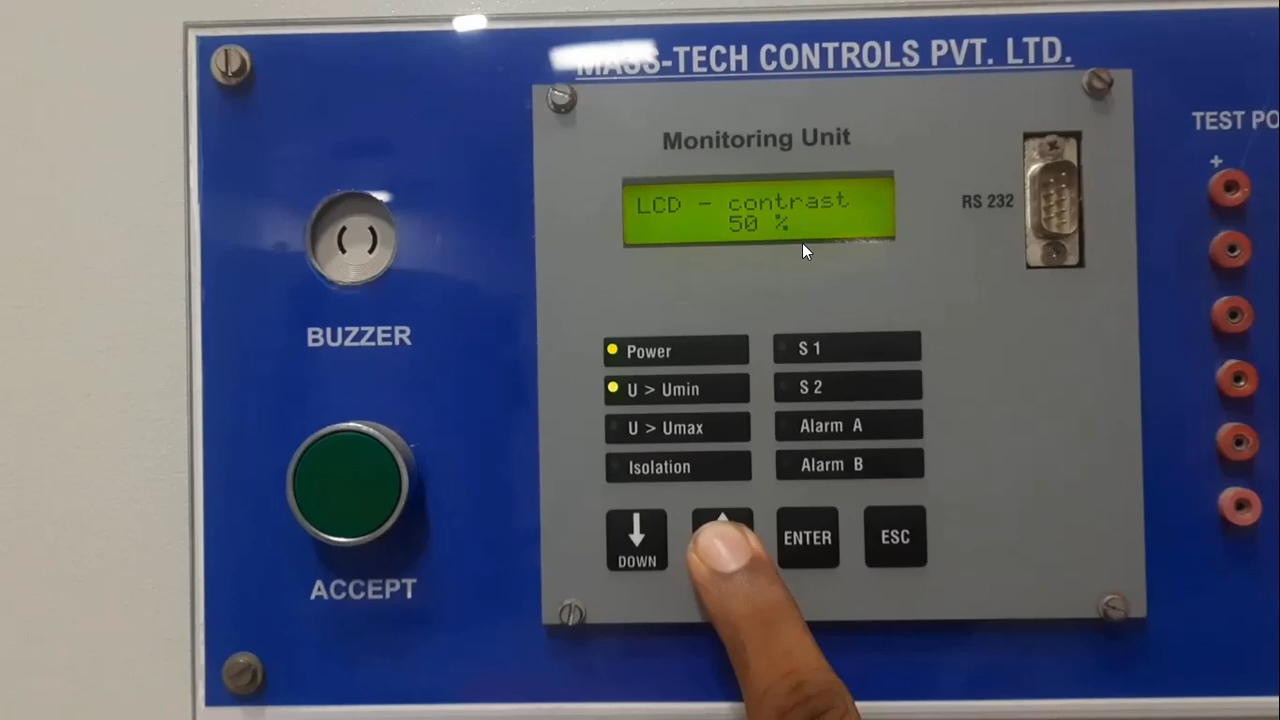 MASS-TECH CONTROLS PVT. LTD.
Monitoring Unit
LCD - contrast
50 %
RS 232
TEST PO
+
BUZZER
Power
U > Umin
U > Umax
Isolation
S 1
S 2
Alarm A
Alarm B
DOWN
ENTER
ESC
ACCEPT